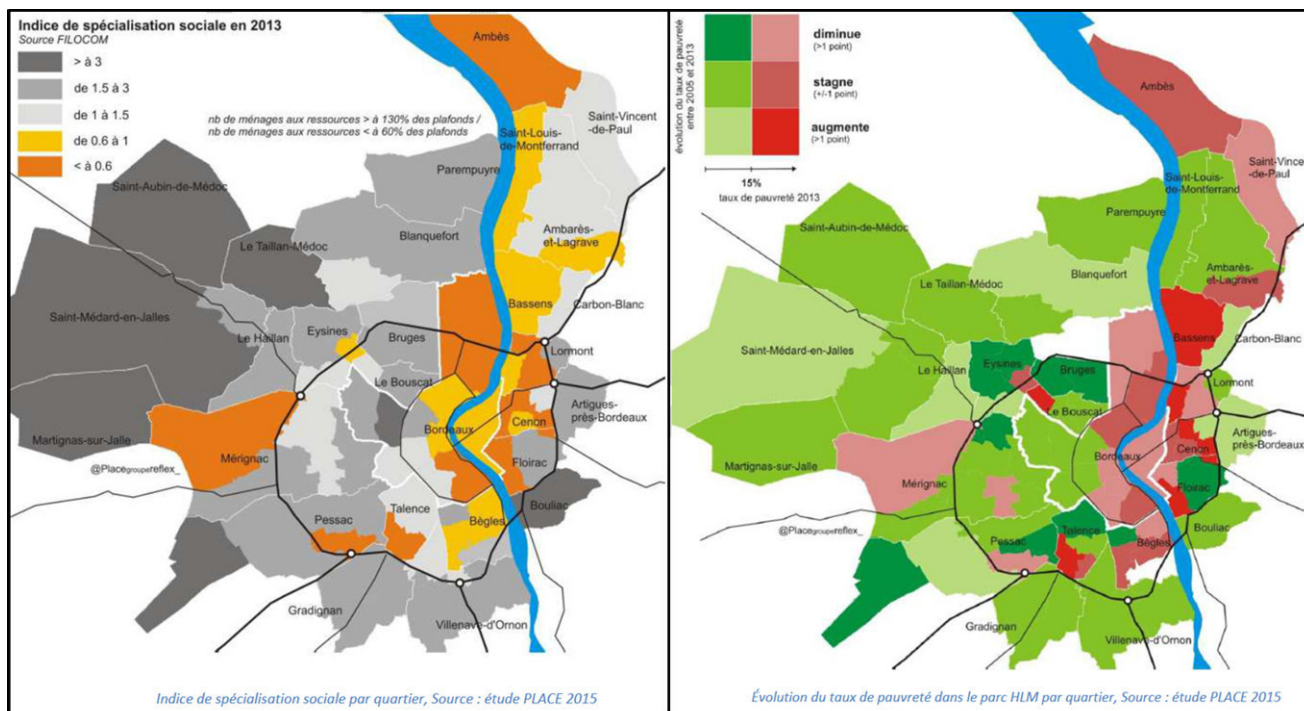 Indice de spécialisation sociale en 2013
Source FILOCOM
> à 3
de 1.5 à 3
de 1 à 1.5
de 0.6 à 1
< à 0.6
nb de ménages aux ressources > à 130% des plafonds /
nb de ménages aux ressources < à 60% des plafonds
Ambès
Saint-Vincent
-de-Paul
Saint-Louis
de-Montferrand
Parempuyre
Saint-Aubin-de-Médoc
Le Taillan-Médoc
Blanquefort
Ambarès-
et-Lagrave
Bassens
Carbon-Blanc
Saint-Médard-en-Jalles
Le Haillan
Eysines
Bruges
Lormont
Le Bouscat
Artigues-
près-Bordeaux
Martignas-sur-Jalle
Bordeaux
Cenon
Mérignac
Floirac
@Placegroupereflex_
Bouliac
Pessac
Talence
Bègles
Gradignan
Villenave-d'Ornon
Indice de spécialisation sociale par quartier, Source : étude PLACE 2015
évolution du taux de pauvreté
entre 2005 et 2013
diminue
(>1 point)
stagne
(+/-1 point)
augmente
(>1 point)
15%
taux de pauvreté 2013
Ambès
Saint-Vince
-de-Paul
Saint-Louis
de-Montferrand
Parempuyre
Saint-Aubin-de-Médoc
Le Taillan-Médoc
Blanquefort
Ambarès-
et-Lagrave
Bassens
Carbon-Blanc
Saint-Médard-en-Jalles
Le Haillan
Eysines
Bruges
Lormont
Le Bouscat
Artigues-
près-Bordeaux
Martignas-sur-Jalle
Bordeaux
Cenon
Mérignac
Floirac
@Placegroupereflex_
Bouliac
Pessac
Talence
Bègles
Gradignan
Villenave-d'Ornon
Évolution du taux de pauvreté dans le parc HLM par quartier, Source : étude PLACE 2015